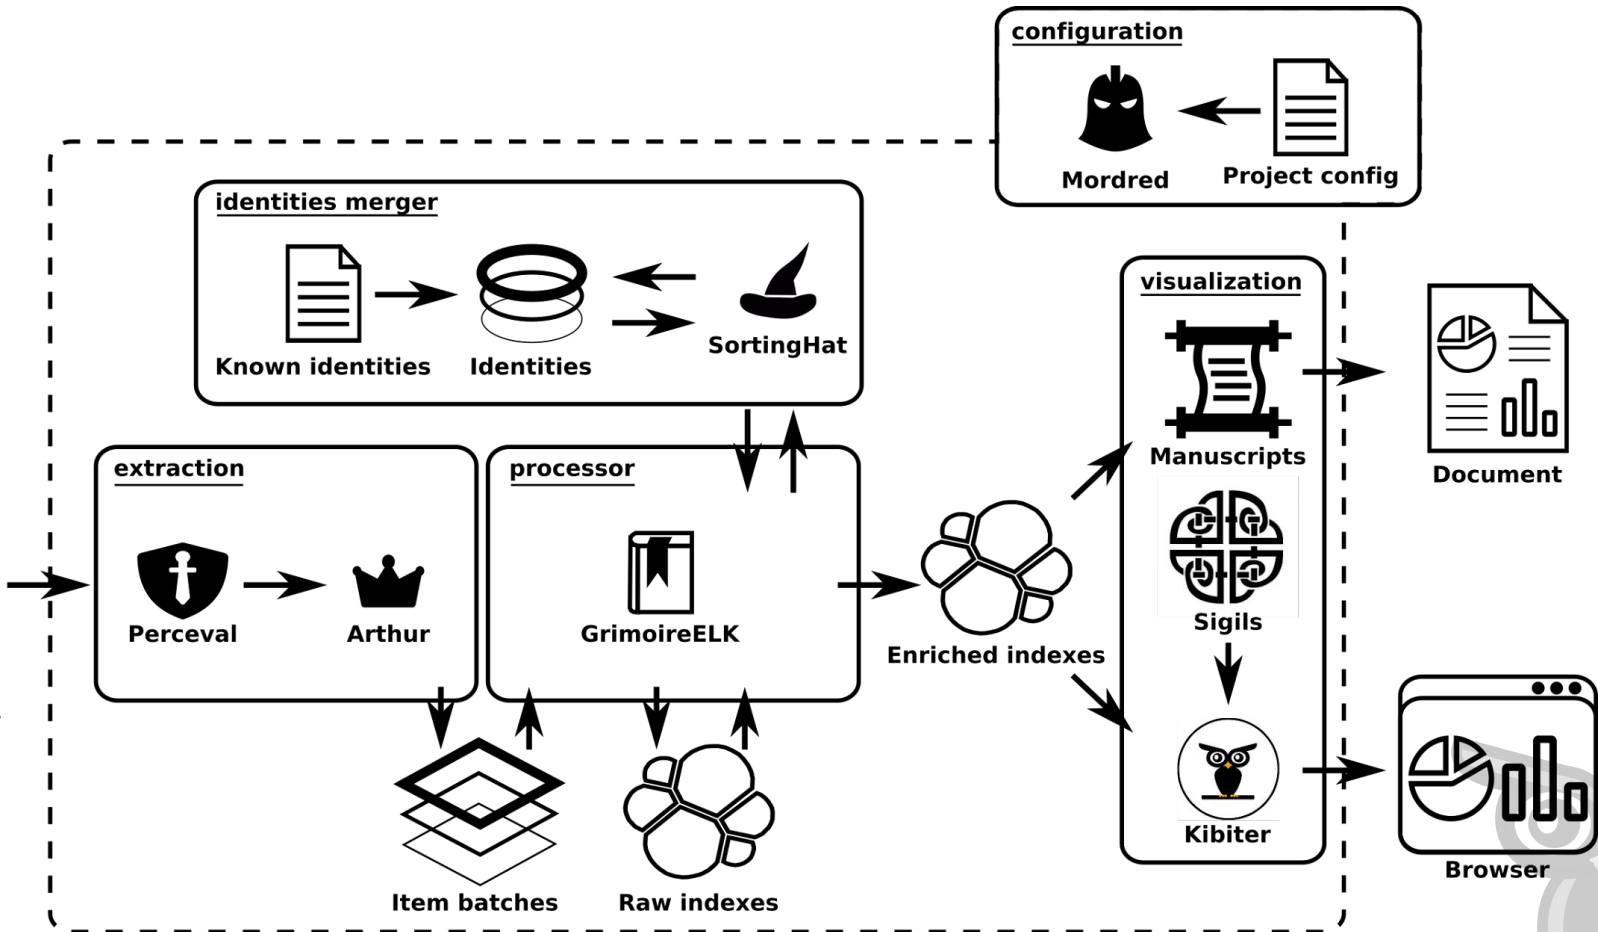 configuration
Mordred
Project config
identities merger
Known identities
Identities
SortingHat
visualization
Manuscripts
Sigils
Kibiter
Document
extraction
Perceval
Arthur
processor
GrimoireELK
Enriched indexes
Item batches
Raw indexes
Browser